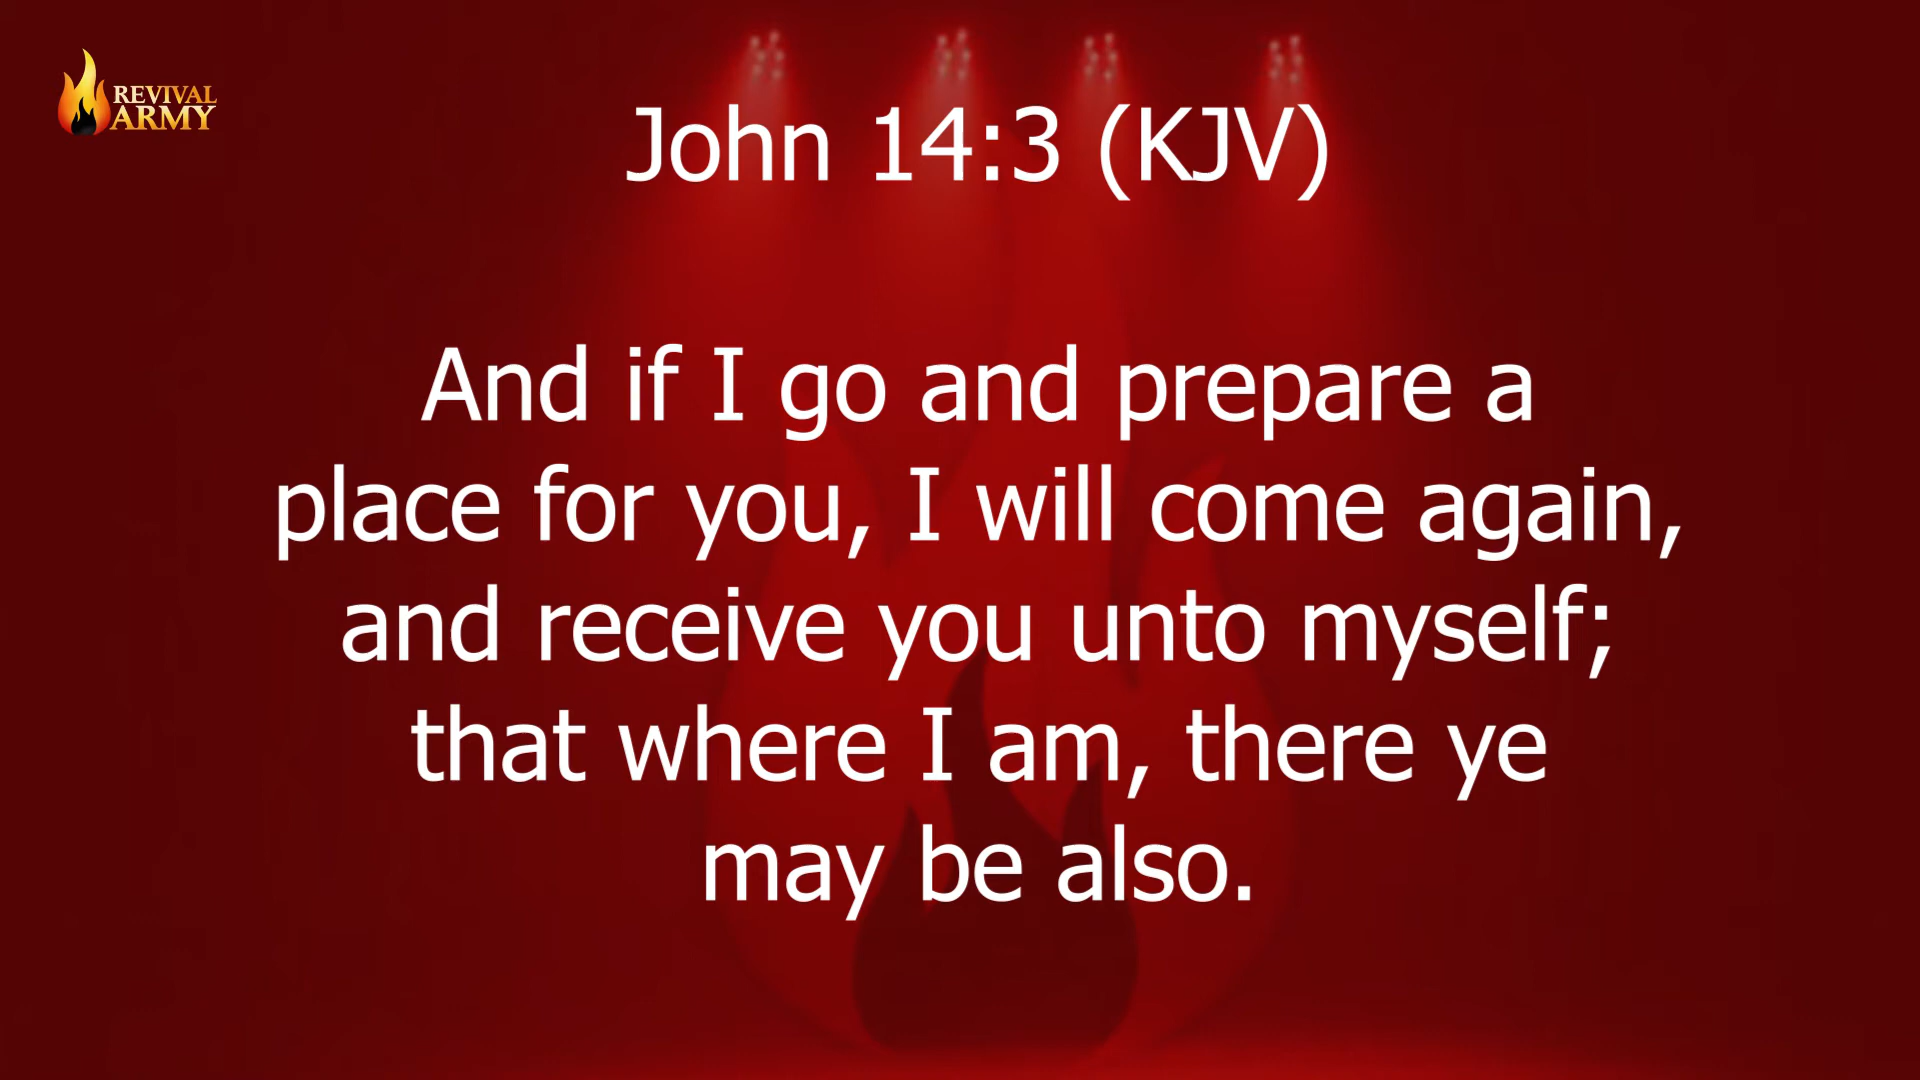 REVIVAL
ARMY
John 14:3 (KJV)
And if I go and prepare a
place for you, I will come again,
and receive you unto myself;
that where I am, there ye
may be also.